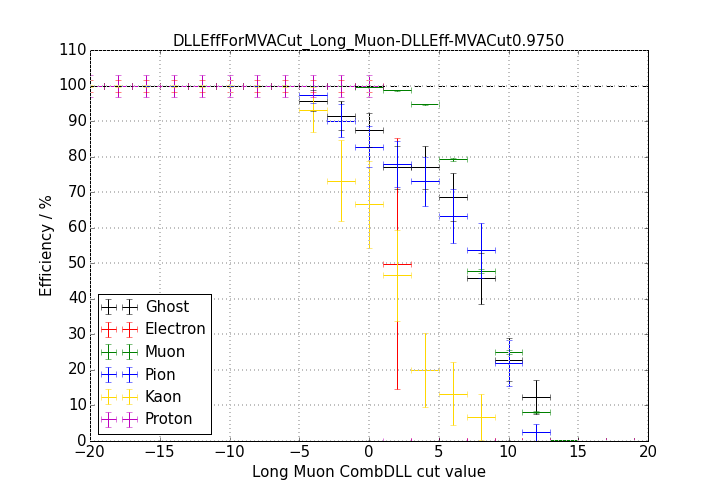 DLLEffForMVACut_Long_Muon-DLLEff-MVACut0.9750
110
100
90
80
70
60
50
40
30
20
10
0
Efficiency / %
Ghost
Electron
Muon
Pion
Kaon
Proton
−20 −15 −10 −5 0 5 10 15 20
Long Muon CombDLL cut value